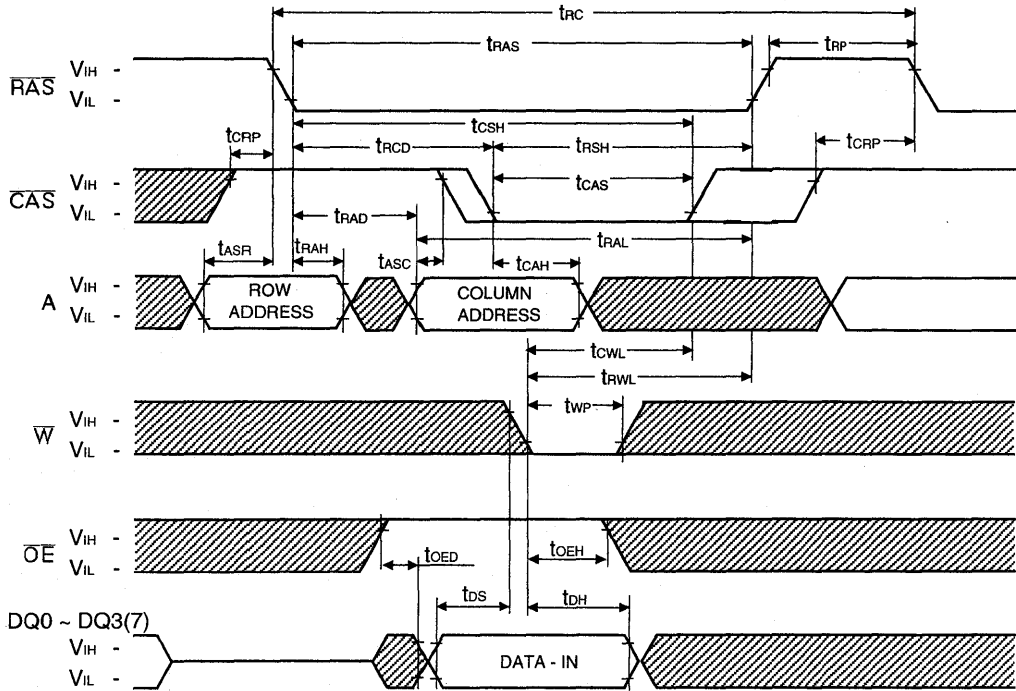 tRC
tRAS
tRP
RAS
VIH -
VIL -
tCSH
tCRP
tRCD
tRSH
tCRP
CAS
VIH -
VIL -
tCAS
tRAD
tRAL
tASR
tRAH
tASC
tCAH
A
VIH -
VIL -
ROW
ADDRESS
COLUMN
ADDRESS
tCWL
tRWL
W
VIH -
VIL -
tWP
OE
VIH -
VIL -
tOED
tOEH
tDS
tDH
DQ0 ~ DQ3(7)
VIH -
VIL -
DATA - IN